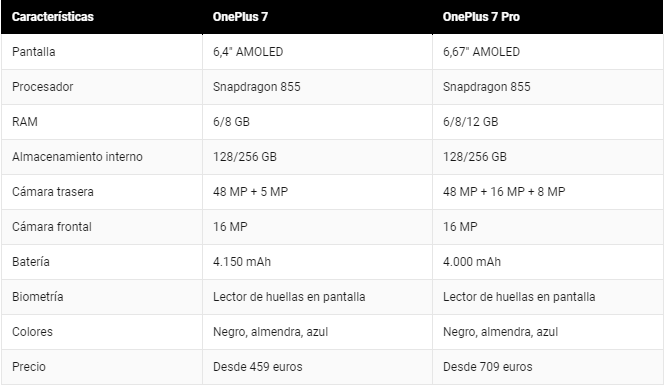 Características OnePlus 7 OnePlus 7 Pro
Pantalla 6,4" AMOLED 6,67" AMOLED
Procesador Snapdragon 855 Snapdragon 855
RAM 6/8 GB 6/8/12 GB
Almacenamiento interno 128/256 GB 128/256 GB
Cámara trasera 48 MP + 5 MP 48 MP + 16 MP + 8 MP
Cámara frontal 16 MP 16 MP
Batería 4.150 mAh 4.000 mAh
Biometría Lector de huellas en pantalla Lector de huellas en pantalla
Colores Negro, almendra, azul Negro, almendra, azul
Precio Desde 459 euros Desde 709 euros